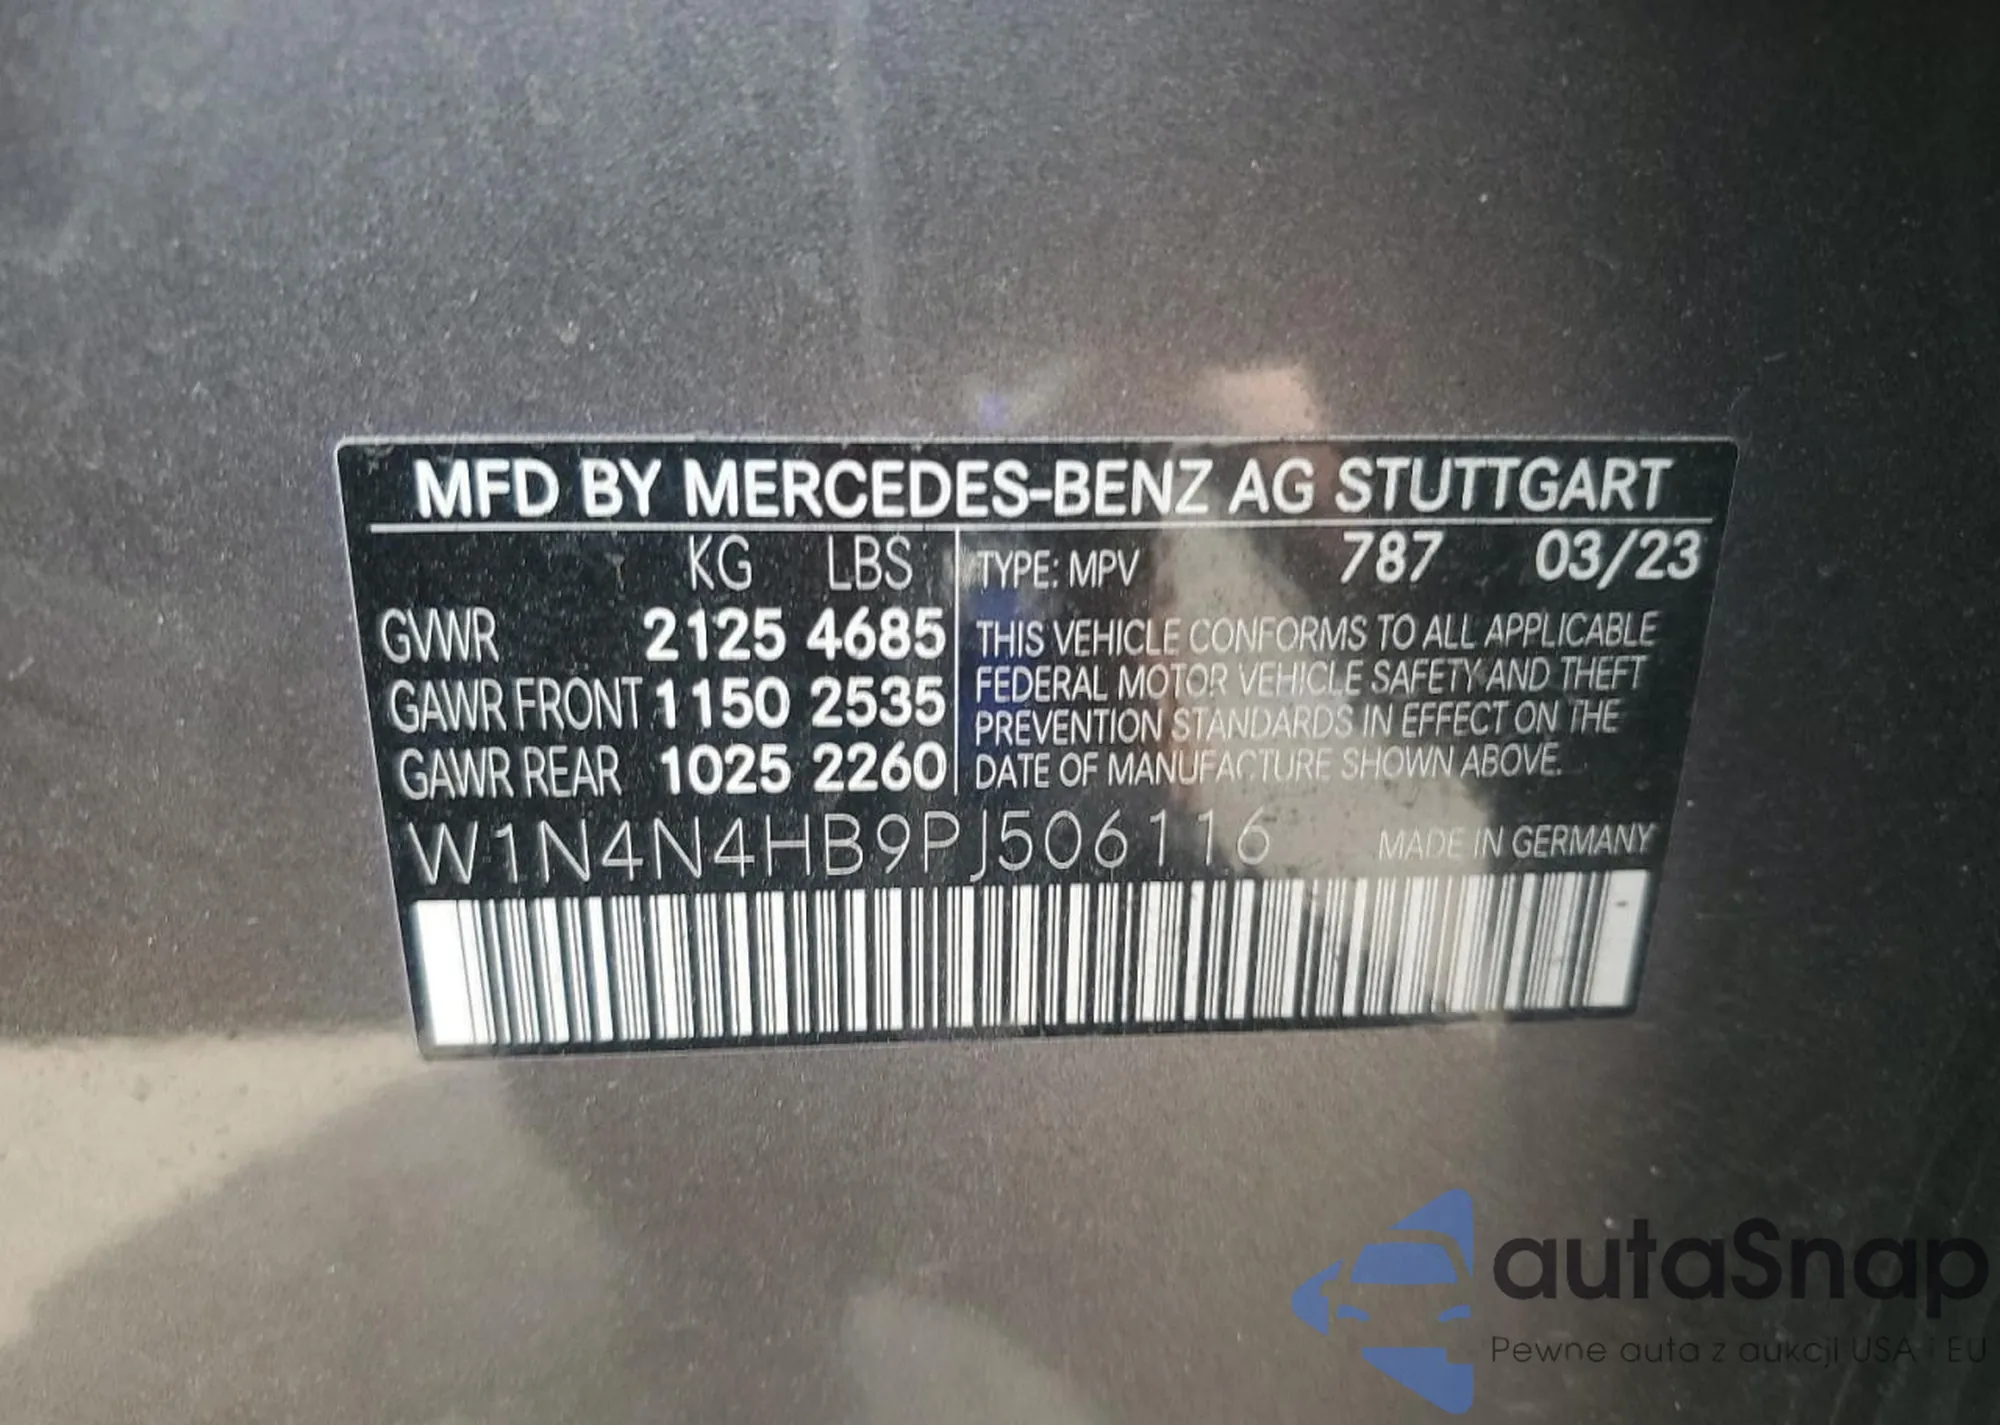 MFD BY MERCEDES-BENZ AG STUTTGART
KG LBS
GVWR 2125 4685
GAWR FRONT 1150 2535
GAWR REAR 1025 2260
TYPE: MPV 787 03/23
THIS VEHICLE CONFORMS TO ALL APPLICABLE
FEDERAL MOTOR VEHICLE SAFETY AND THEFT
PREVENTION STANDARDS IN EFFECT ON THE
DATE OF MANUFACTURE SHOWN ABOVE.
W1N4N4HB9PJ506116 MADE IN GERMANY
autaSnap
Pewne auta z aukcji USA i EU